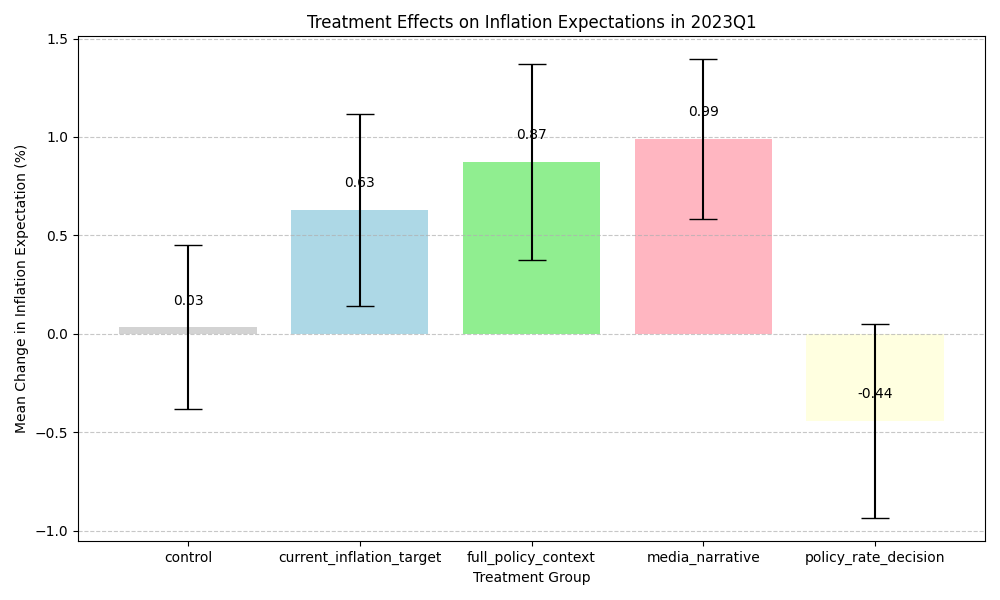 Treatment Effects on Inflation Expectations in 2023Q1
Mean Change in Inflation Expectation (%)
1.5
1.0
0.5
0.0
−0.5
−1.0
0.03
0.63
0.87
0.99
-0.44
control
current_inflation_target
full_policy_context
media_narrative
policy_rate_decision
Treatment Group